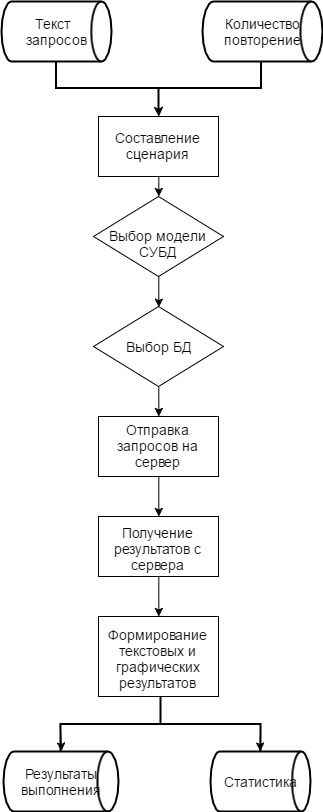 Текст
запросов
Количество
повторение
Составление
сценария
Выбор модели
СУБД
Выбор БД
Отправка
запросов на
сервер
Получение
результатов с
сервера
Формирование
текстовых и
графических
результатов
Результаты
выполнения
Статистика